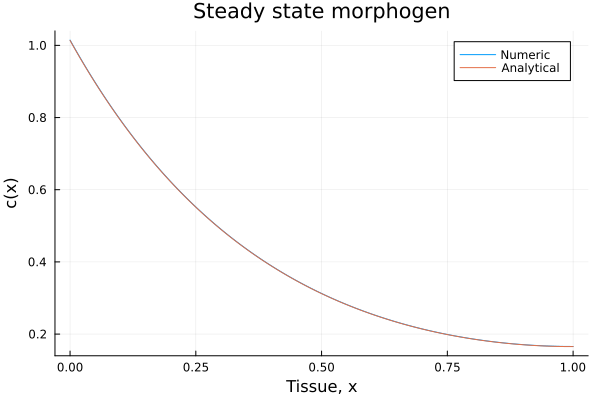 Steady state morphogen
Numeric
Analytical
c(x)
1.0
0.8
0.6
0.4
0.2
0.00
0.25
0.50
0.75
1.00
Tissue, x